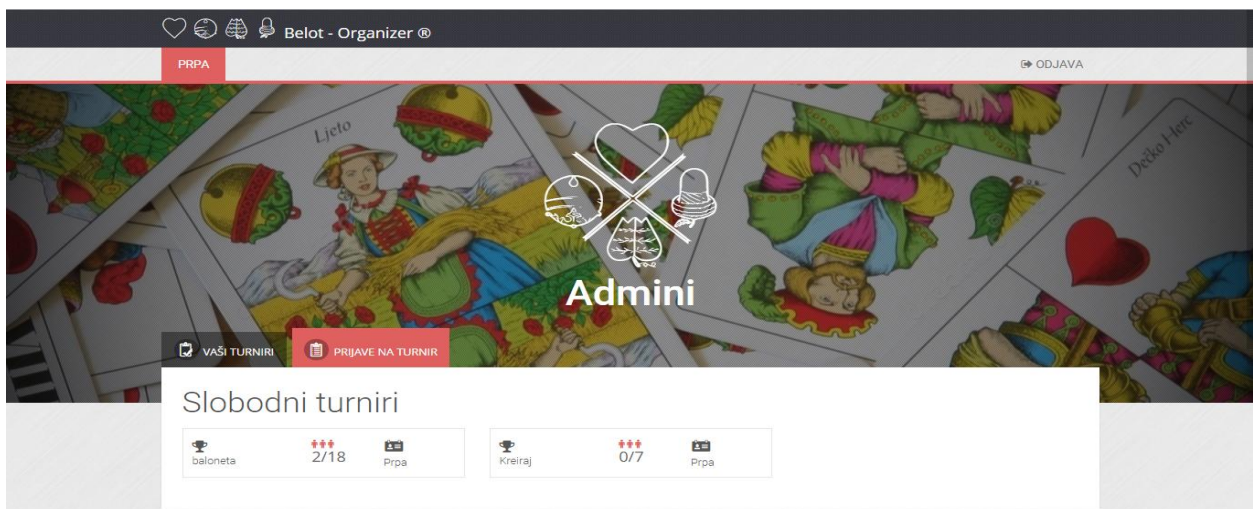 Belot - Organizer ®
PRPA
ODJAVA
Ljeto
Dečko Herc
Admini
VAŠI TURNIRI
PRIJAVE NA TURNIR
Slobodni turniri
baloneta
2/18
Prpa
Kreiraj
0/7
Prpa